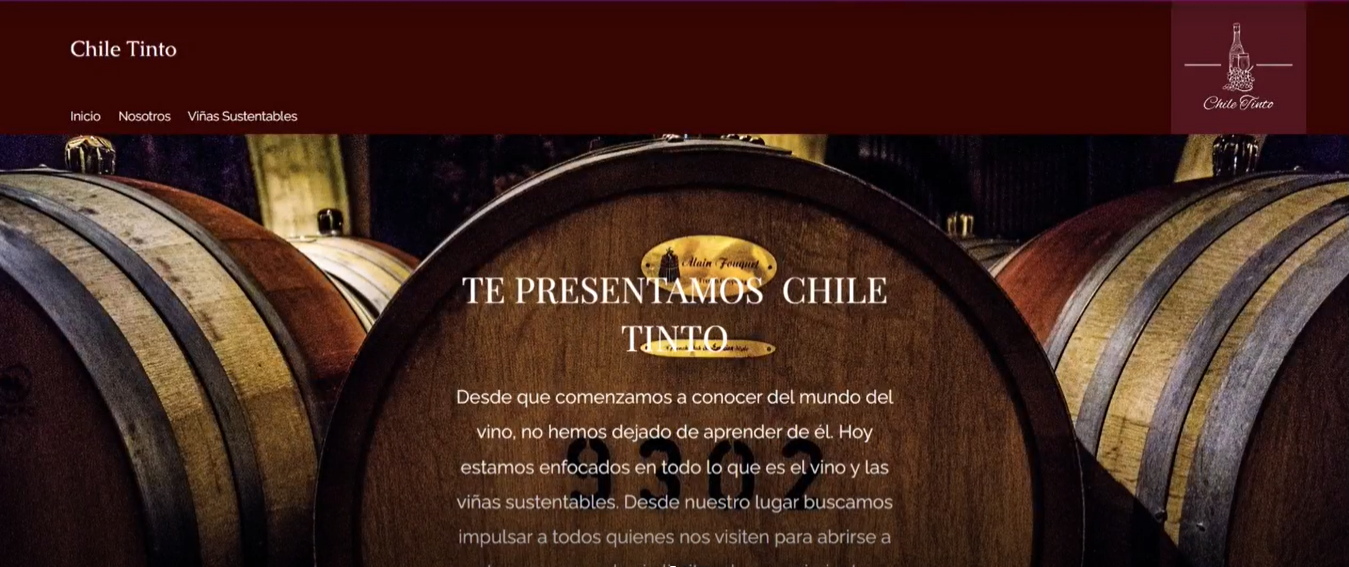 Chile Tinto
Chile Tinto
Inicio Nosotros Viñas Sustentables
Alain Fouquet
TE PRESENTAMOS CHILE
TINTO
Desde que comenzamos a conocer del mundo del
vino, no hemos dejado de aprender de él. Hoy
9302
estamos enfocados en todo lo que es el vino y las
viñas sustentables. Desde nuestro lugar buscamos
impulsar a todos quienes nos visiten para abrirse a